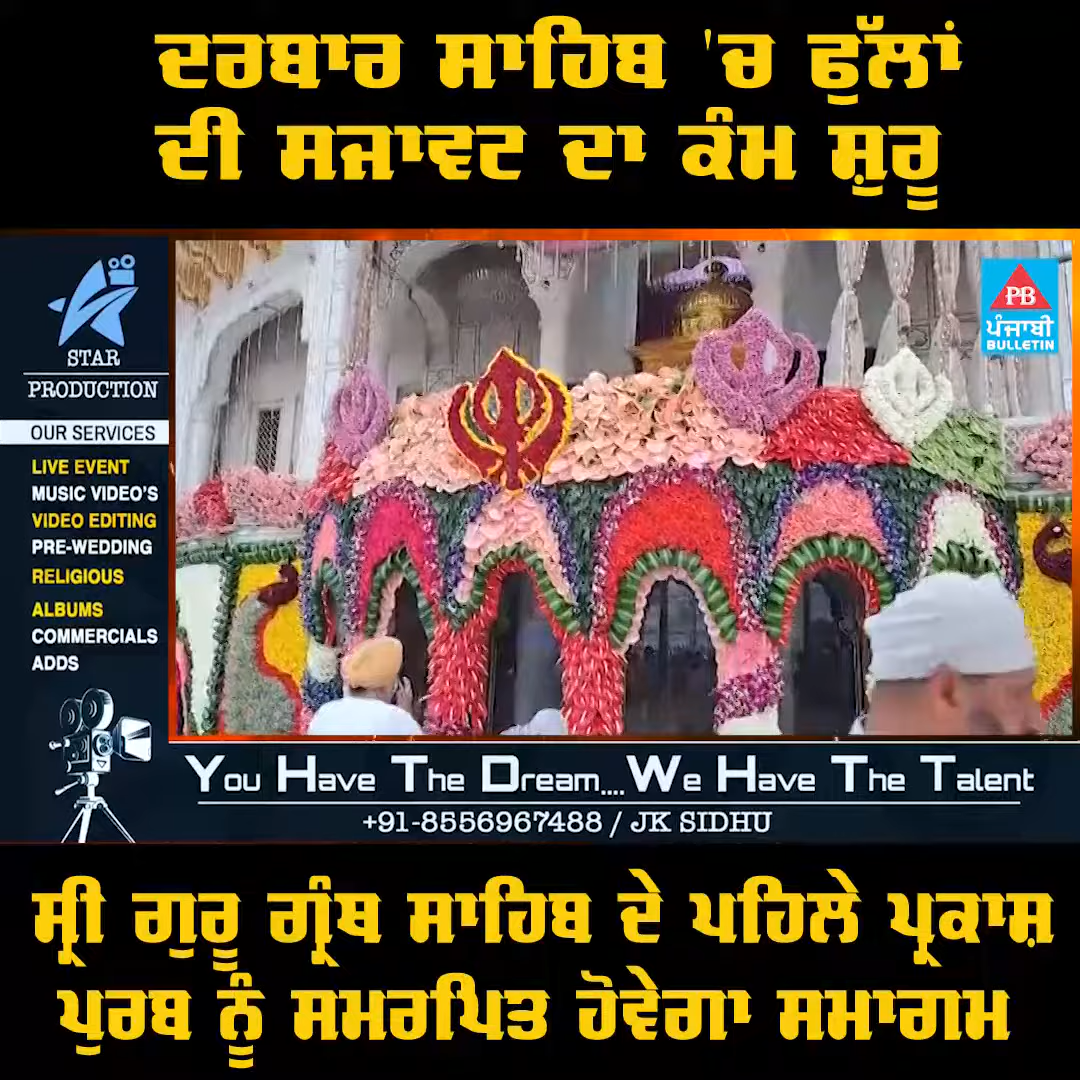 ਦਰਬਾਰ ਸਾਹਿਬ 'ਚ ਫੁੱਲਾਂ
ਦੀ ਸਜਾਵਟ ਦਾ ਕੰਮ ਸ਼ੁਰੂ
STAR
PRODUCTION
OUR SERVICES
LIVE EVENT
MUSIC VIDEO'S
VIDEO EDITING
PRE-WEDDING
RELIGIOUS
ALBUMS
COMMERCIALS
ADDS
PB
ਪੰਜਾਬੀ
BULLETIN
You Have The Dream.... We Have The Talent
+91-8556967488 / JK SIDHU
ਸ੍ਰੀ ਗੁਰੂ ਗ੍ਰੰਥ ਸਾਹਿਬ ਦੇ ਪਹਿਲੇ ਪ੍ਰਕਾਸ਼
ਪੁਰਬ ਨੂੰ ਸਮਰਪਿਤ ਹੋਵੇਗਾ ਸਮਾਗਮ